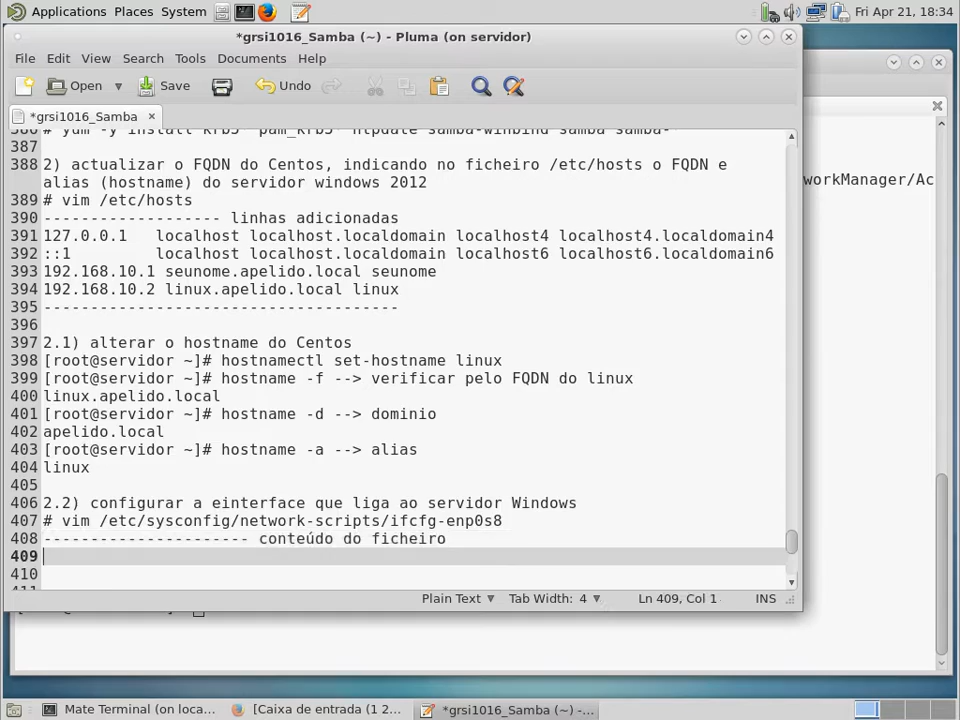 Applications Places System Fri Apr 21, 18:34
*grsi1016_Samba (~) - Pluma (on servidor)
File Edit View Search Tools Documents Help
Open Save Undo
*grsi1016_Samba ×
387
388 2) actualizar o FQDN do Centos, indicando no ficheiro /etc/hosts o FQDN e
alias (hostname) do servidor windows 2012
389 # vim /etc/hosts
390 ------------------- linhas adicionadas
391 127.0.0.1   localhost localhost.localdomain localhost4 localhost4.localdomain4
392 ::1         localhost localhost.localdomain localhost6 localhost6.localdomain6
393 192.168.10.1 seunome.apelido.local seunome
394 192.168.10.2 linux.apelido.local linux
395 --------------------------------------
396
397 2.1) alterar o hostname do Centos
398 [root@servidor ~]# hostnamectl set-hostname linux
399 [root@servidor ~]# hostname -f --> verificar pelo FQDN do linux
400 linux.apelido.local
401 [root@servidor ~]# hostname -d --> dominio
402 apelido.local
403 [root@servidor ~]# hostname -a --> alias
404 linux
405
406 2.2) configurar a einterface que liga ao servidor Windows
407 # vim /etc/sysconfig/network-scripts/ifcfg-enp0s8
408 ---------------------- conteúdo do ficheiro
409
410
workManager/Ac
Plain Text Tab Width: 4 Ln 409, Col 1 INS
Mate Terminal (on loca... [Caixa de entrada (1 2... *grsi1016_Samba (~) -...